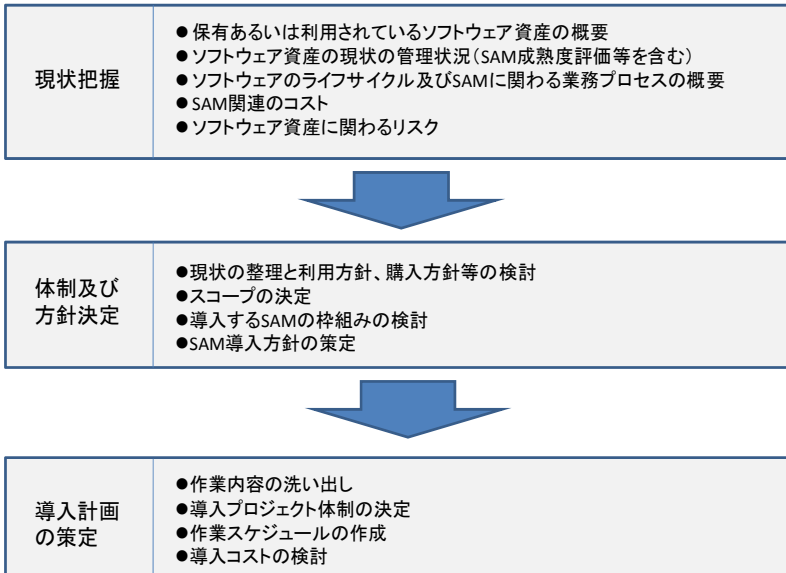 現状把握
●保有あるいは利用されているソフトウェア資産の概要
●ソフトウェア資産の現状の管理状況(SAM成熟度評価等を含む)
●ソフトウェアのライフサイクル及びSAMに関わる業務プロセスの概要
●SAM関連のコスト
●ソフトウェア資産に関わるリスク
体制及び
方針決定
●現状の整理と利用方針、購入方針等の検討
●スコープの決定
●導入するSAMの枠組みの検討
●SAM導入方針の策定
導入計画
の策定
●作業内容の洗い出し
●導入プロジェクト体制の決定
●作業スケジュールの作成
●導入コストの検討